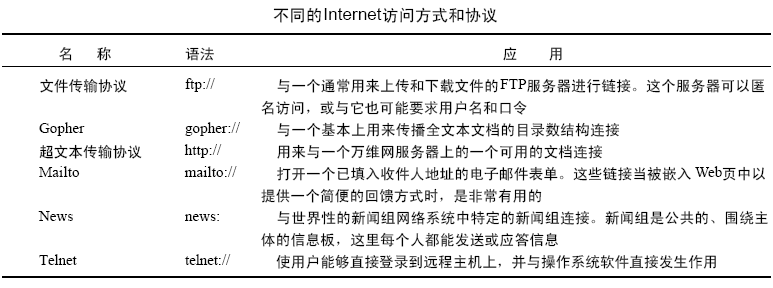 不同的Internet访问方式和协议
名 称 语法 应 用
文件传输协议 ftp:// 与一个通常用来上传和下载文件的FTP服务器进行链接。这个服务器可以匿
名访问，或与它也可能要求用户名和口令
Gopher gopher:// 与一个基本上用来传播全文本文档的目录数结构连接
超文本传输协议 http:// 用来与一个万维网服务器上的一个可用的文档连接
Mailto mailto:// 打开一个已填入收件人地址的电子邮件表单。这些链接当被嵌入 Web页中以
提供一个简便的回馈方式时，是非常有用的
News news: 与世界性的新闻组网络系统中特定的新闻组连接。新闻组是公共的、围绕主
体的信息板，这里每个人都能发送或应答信息
Telnet telnet:// 使用户能够直接登录到远程主机上，并与操作系统软件直接发生作用